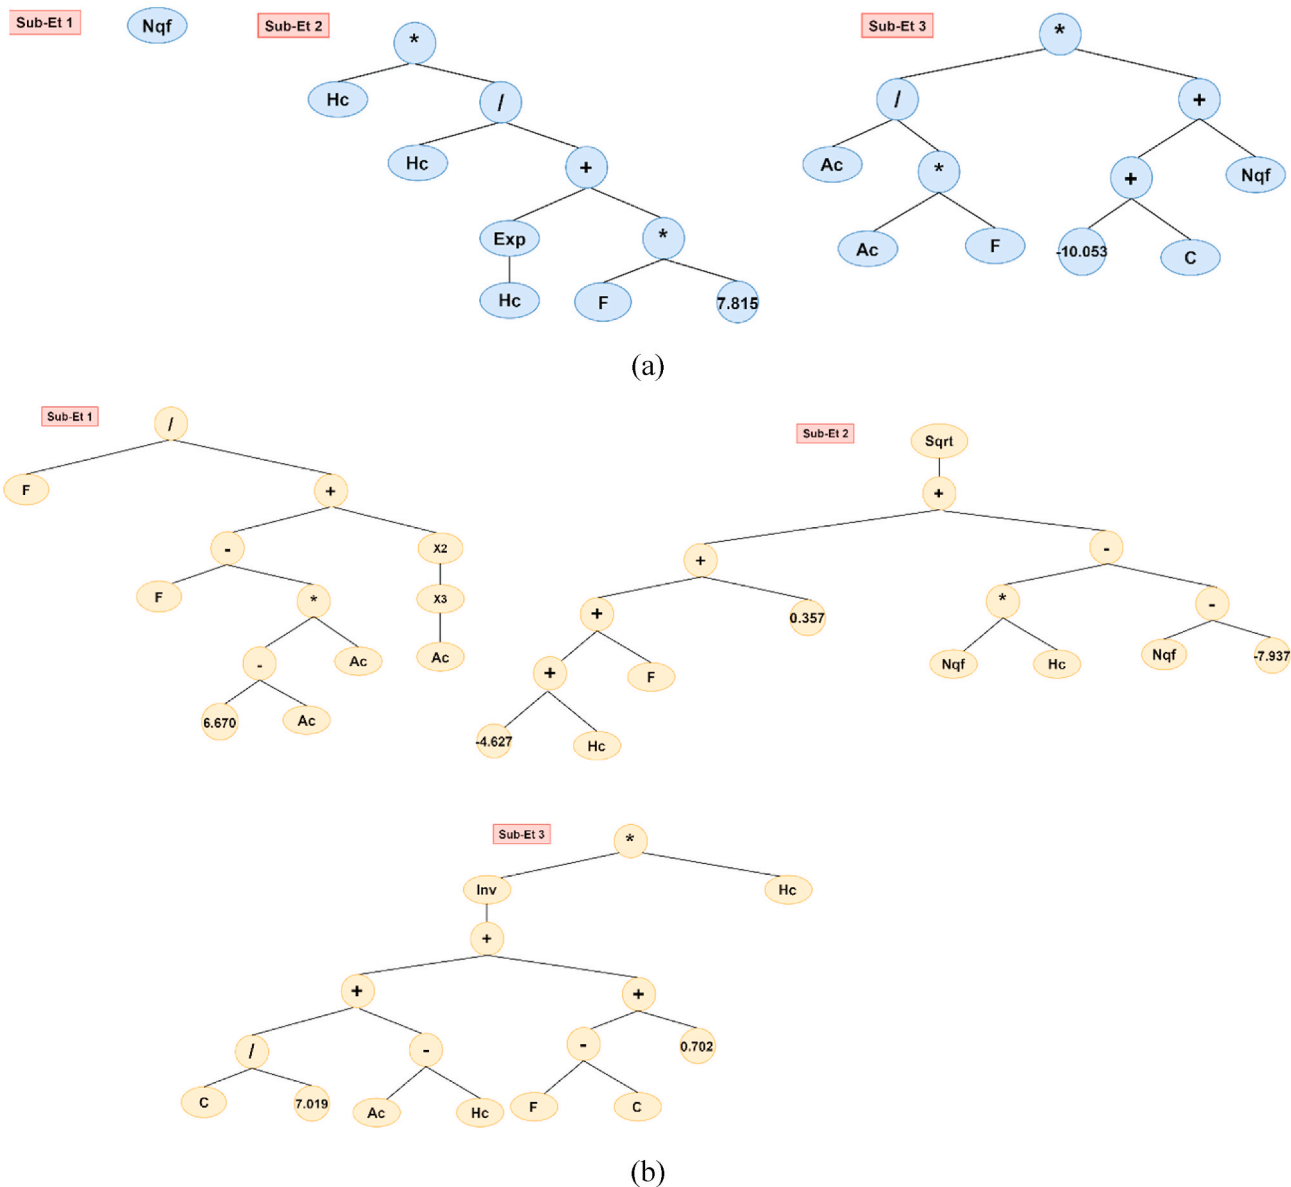 Sub-Et 1
Nqf
Sub-Et 2
*
Hc
/
Hc
+
Exp
*
Hc
F
7.815
Sub-Et 3
*
/
+
Ac
*
+
Nqf
Ac
F
-10.053
C
(a)
Sub-Et 1
/
F
+
-
X2
F
*
X3
-
Ac
Ac
6.670
Ac
Sub-Et 2
Sqrt
+
+
-
+
0.357
*
-
+
F
Nqf
Hc
Nqf
-7.937
-4.627
Hc
Sub-Et 3
*
Inv
Hc
+
+
+
/
-
-
0.702
C
7.019
Ac
Hc
F
C
(b)